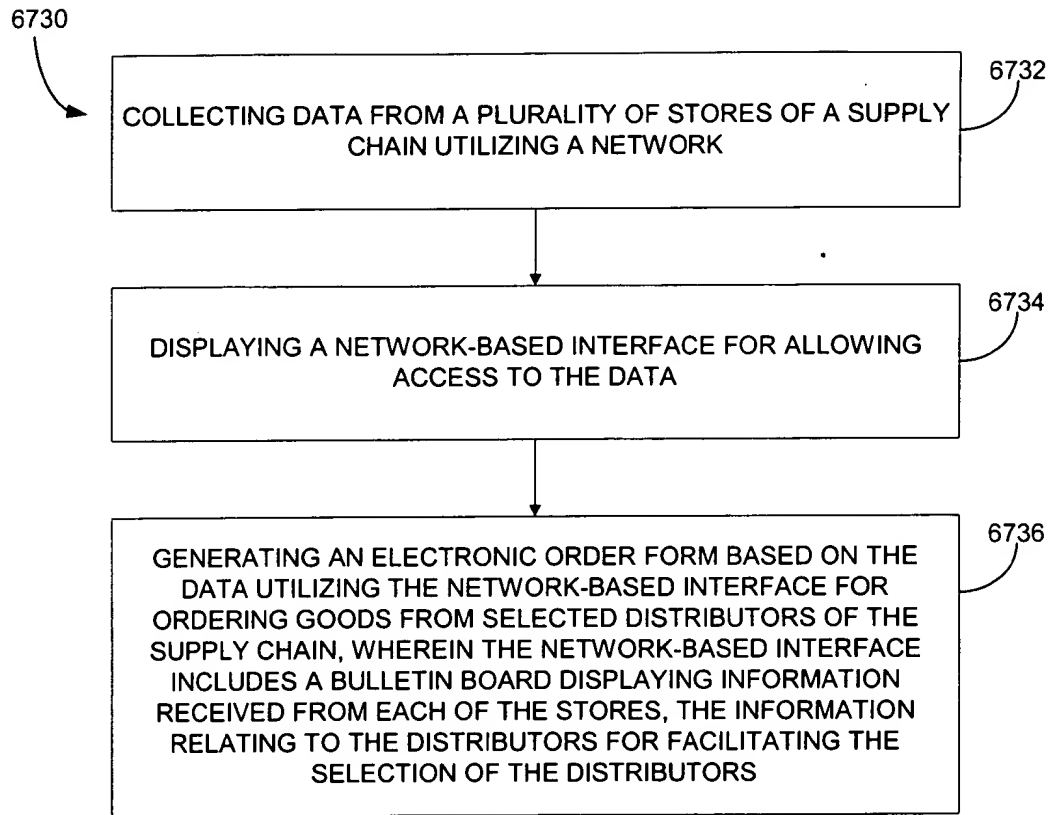 6730
6732
COLLECTING DATA FROM A PLURALITY OF STORES OF A SUPPLY
CHAIN UTILIZING A NETWORK
6734
DISPLAYING A NETWORK-BASED INTERFACE FOR ALLOWING
ACCESS TO THE DATA
6736
GENERATING AN ELECTRONIC ORDER FORM BASED ON THE
DATA UTILIZING THE NETWORK-BASED INTERFACE FOR
ORDERING GOODS FROM SELECTED DISTRIBUTORS OF THE
SUPPLY CHAIN, WHEREIN THE NETWORK-BASED INTERFACE
INCLUDES A BULLETIN BOARD DISPLAYING INFORMATION
RECEIVED FROM EACH OF THE STORES, THE INFORMATION
RELATING TO THE DISTRIBUTORS FOR FACILITATING THE
SELECTION OF THE DISTRIBUTORS